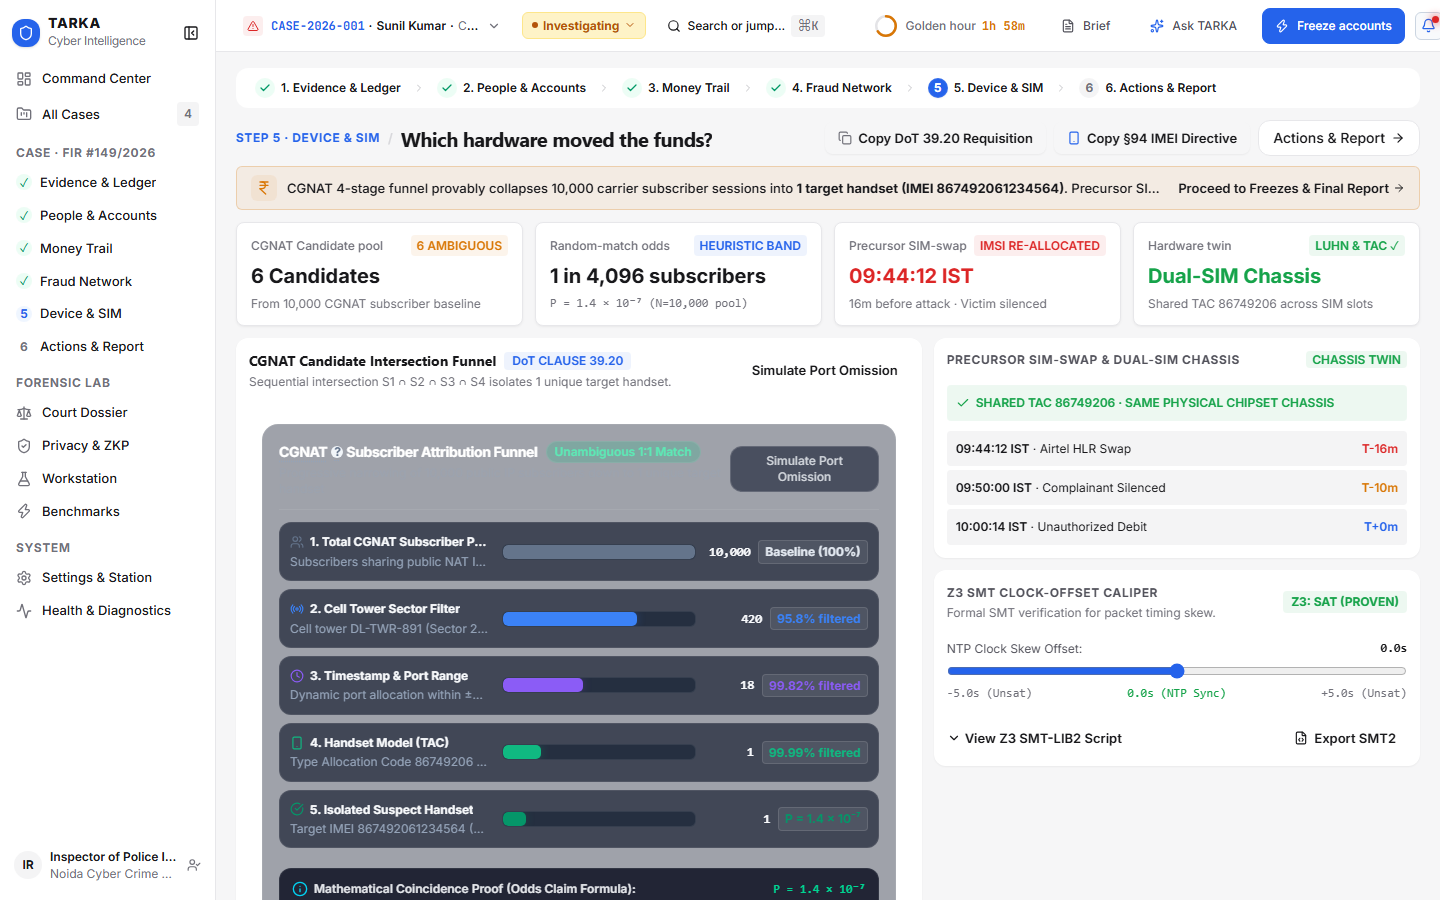 TARKA
Cyber Intelligence
Command Center
All Cases
4
CASE · FIR #149/2026
Evidence & Ledger
People & Accounts
Money Trail
Fraud Network
5 Device & SIM
6 Actions & Report
FORENSIC LAB
Court Dossier
Privacy & ZKP
Workstation
Benchmarks
SYSTEM
Settings & Station
Health & Diagnostics
IR
Inspector of Police I...
Noida Cyber Crime ...
CASE-2026-001 · Sunil Kumar · C...
Investigating
Search or jump... ⌘K
Golden hour 1h 58m
Brief
Ask TARKA
Freeze accounts
1. Evidence & Ledger
2. People & Accounts
3. Money Trail
4. Fraud Network
5 5. Device & SIM
6 6. Actions & Report
STEP 5 · DEVICE & SIM / Which hardware moved the funds?
Copy DoT 39.20 Requisition
Copy §94 IMEI Directive
Actions & Report →
₹ CGNAT 4-stage funnel provably collapses 10,000 carrier subscriber sessions into 1 target handset (IMEI 867492061234564). Precursor SI...
Proceed to Freezes & Final Report →
CGNAT Candidate pool
6 AMBIGUOUS
6 Candidates
From 10,000 CGNAT subscriber baseline
Random-match odds
HEURISTIC BAND
1 in 4,096 subscribers
P = 1.4 × 10⁻⁷ (N=10,000 pool)
Precursor SIM-swap
IMSI RE-ALLOCATED
09:44:12 IST
16m before attack · Victim silenced
Hardware twin
LUHN & TAC ✓
Dual-SIM Chassis
Shared TAC 86749206 across SIM slots
CGNAT Candidate Intersection Funnel
DoT CLAUSE 39.20
Sequential intersection S1 ∩ S2 ∩ S3 ∩ S4 isolates 1 unique target handset.
Simulate Port Omission
CGNAT ? Subscriber Attribution Funnel
Unambiguous 1:1 Match
Simulate Port
Omission
1. Total CGNAT Subscriber P...
Subscribers sharing public NAT I...
10,000
Baseline (100%)
2. Cell Tower Sector Filter
Cell tower DL-TWR-891 (Sector 2...
420
95.8% filtered
3. Timestamp & Port Range
Dynamic port allocation within ±...
18
99.82% filtered
4. Handset Model (TAC)
Type Allocation Code 86749206 ...
1
99.99% filtered
5. Isolated Suspect Handset
Target IMEI 867492061234564 (...
1
P = 1.4 × 10⁻⁷
Mathematical Coincidence Proof (Odds Claim Formula):
P = 1.4 × 10⁻⁷
PRECURSOR SIM-SWAP & DUAL-SIM CHASSIS
CHASSIS TWIN
SHARED TAC 86749206 · SAME PHYSICAL CHIPSET CHASSIS
09:44:12 IST · Airtel HLR Swap
T-16m
09:50:00 IST · Complainant Silenced
T-10m
10:00:14 IST · Unauthorized Debit
T+0m
Z3 SMT CLOCK-OFFSET CALIPER
Formal SMT verification for packet timing skew.
Z3: SAT (PROVEN)
NTP Clock Skew Offset:
0.0s
-5.0s (Unsat)
0.0s (NTP Sync)
+5.0s (Unsat)
View Z3 SMT-LIB2 Script
Export SMT2